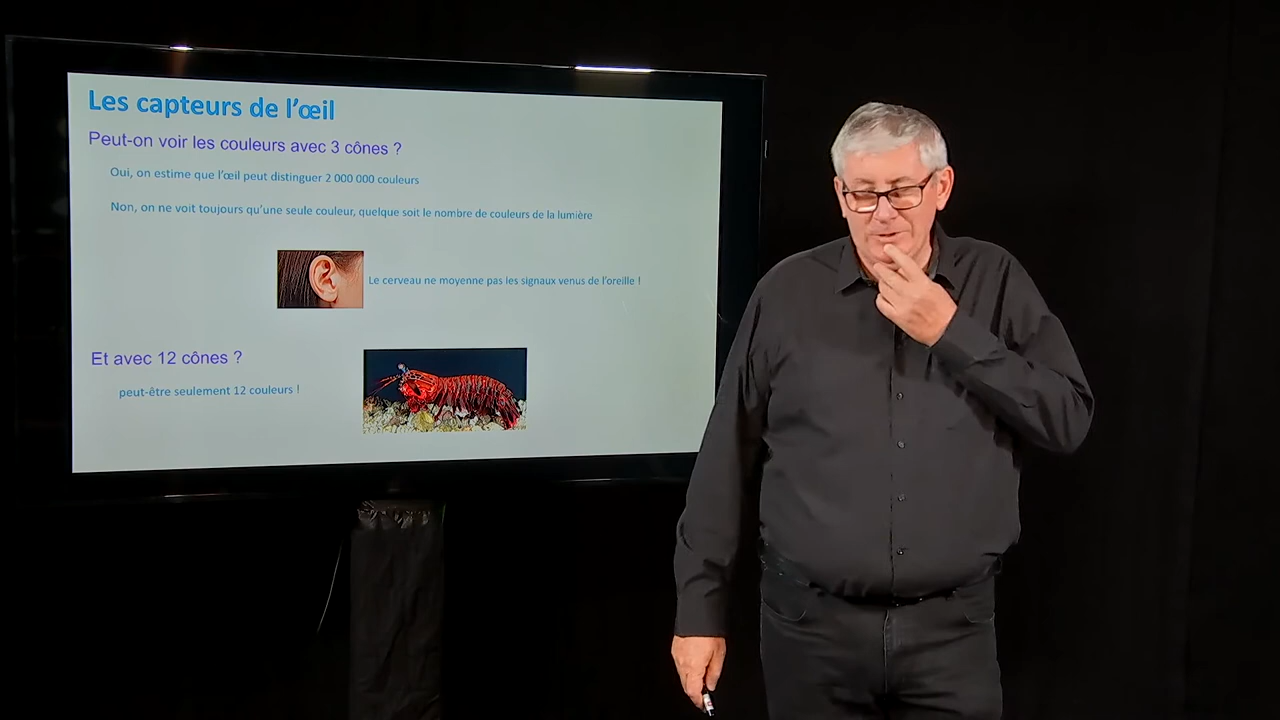 Les capteurs de l'œil
Peut-on voir les couleurs avec 3 cônes ?
Oui, on estime que l'œil peut distinguer 2 000 000 couleurs
Non, on ne voit toujours qu'une seule couleur, quelque soit le nombre de couleurs de la lumière
Le cerveau ne moyenne pas les signaux venus de l'oreille !
Et avec 12 cônes ?
peut-être seulement 12 couleurs !